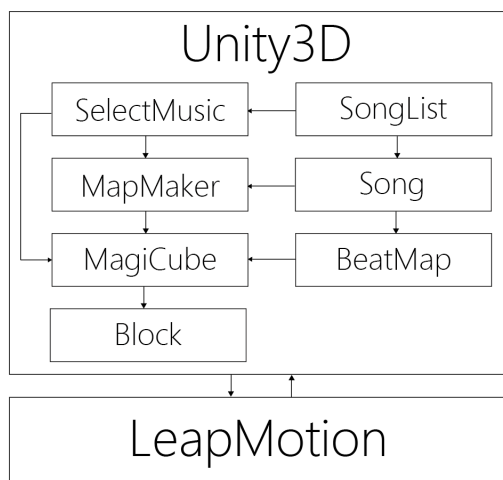 Unity3D
SelectMusic
SongList
MapMaker
Song
MagiCube
BeatMap
Block
LeapMotion